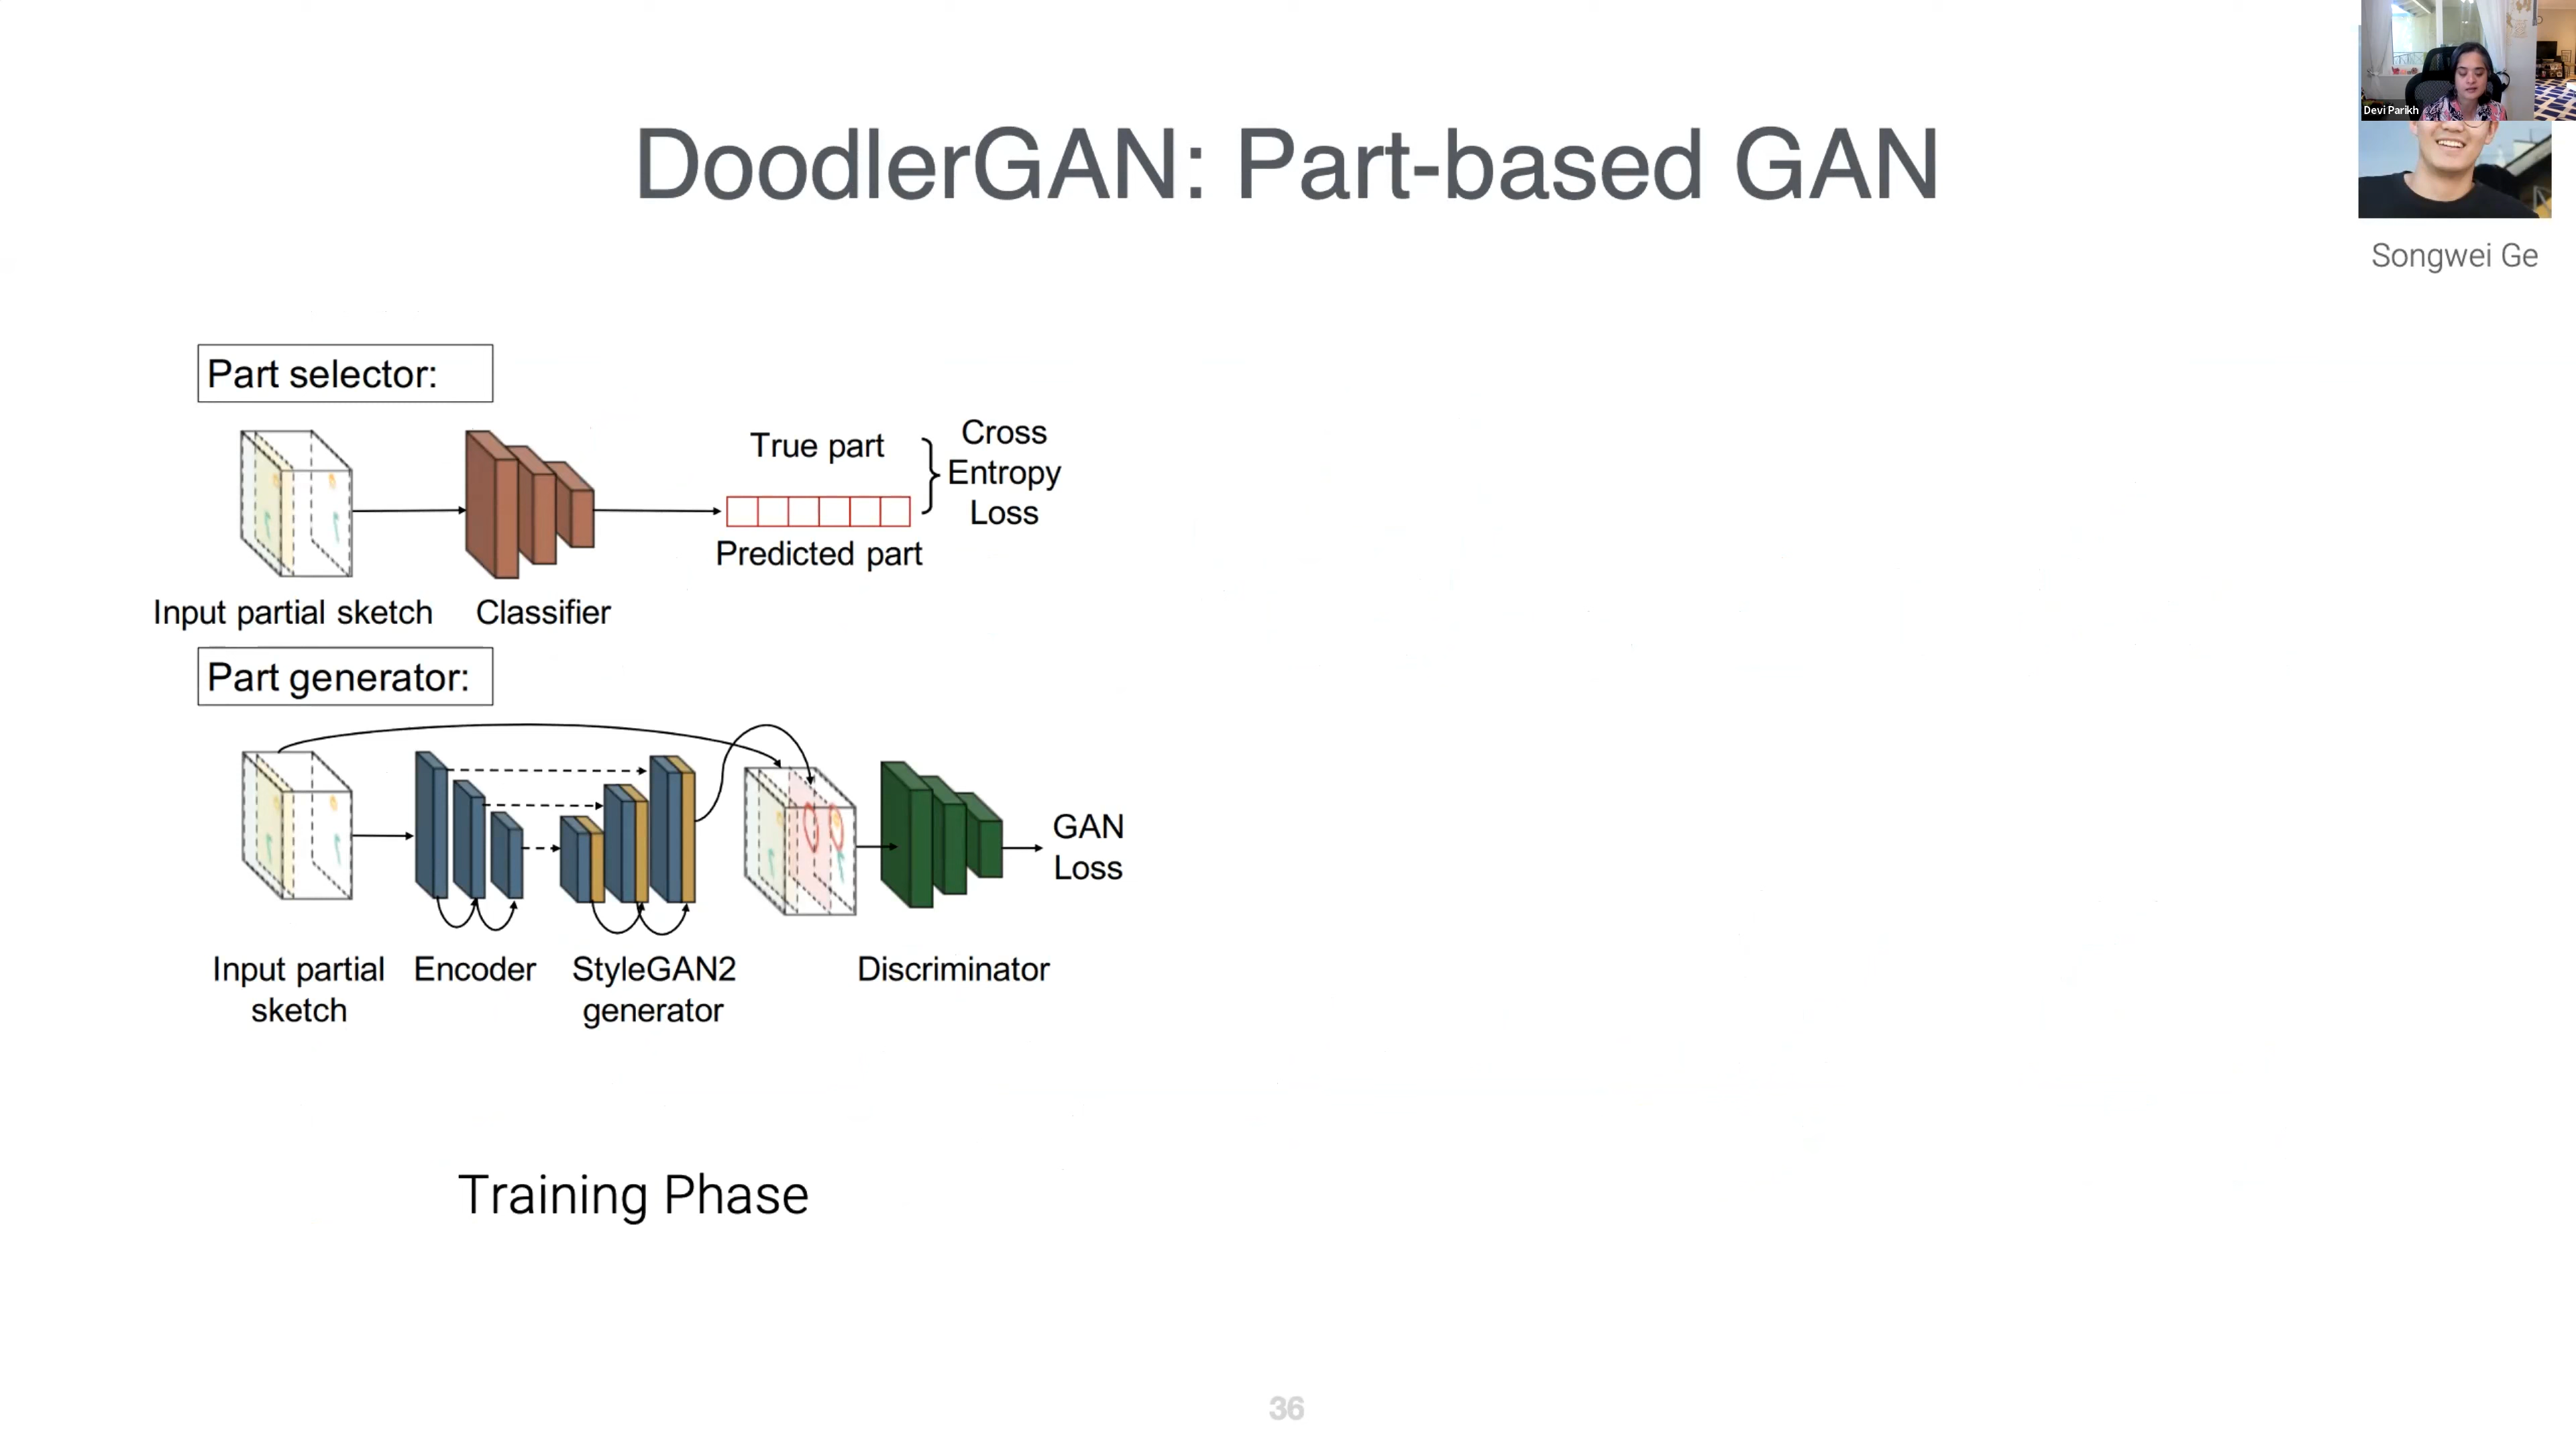 Devi Parikh
DoodlerGAN: Part-based GAN
Songwei Ge
Part selector:
True part
Cross
Entropy
Loss
Predicted part
Input partial sketch
Classifier
Part generator:
GAN
Loss
Input partial
sketch
Encoder
StyleGAN2
generator
Discriminator
Training Phase
36